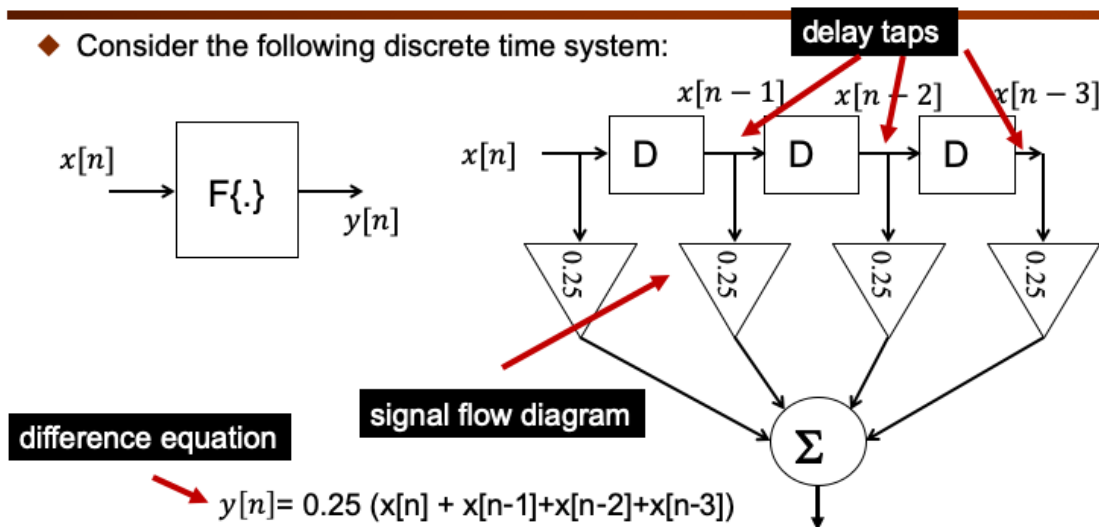 ◆ Consider the following discrete time system:
delay taps
x[n]
F{.}
y[n]
x[n − 1]
x[n − 2]
x[n − 3]
x[n]
D
D
D
0.25
0.25
0.25
0.25
signal flow diagram
Σ
difference equation
y[n]= 0.25 (x[n] + x[n-1]+x[n-2]+x[n-3])